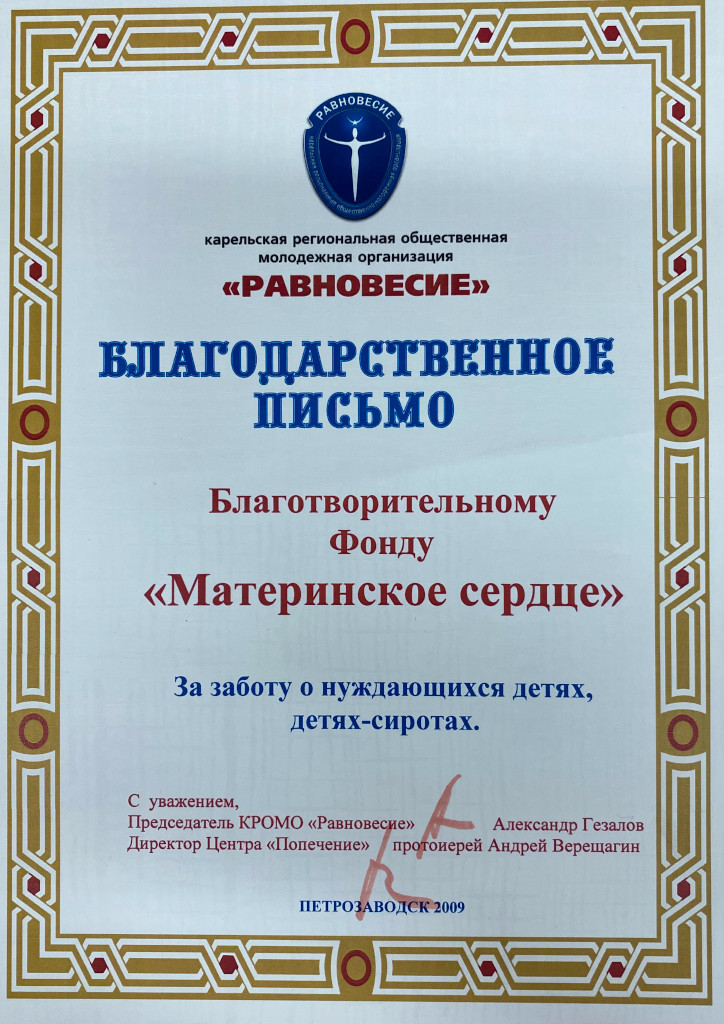 РАВНОВЕСИЕ
карельская региональная общественная
молодежная организация
«РАВНОВЕСИЕ»
БЛАГОДАРСТВЕННОЕ
ПИСЬМО
Благотворительному
Фонду
«Материнское сердце»
За заботу о нуждающихся детях,
детях-сиротах.
С уважением,
Председатель КРОМО «Равновесие» Александр Гезалов
Директор Центра «Попечение» протоиерей Андрей Верещагин
ПЕТРОЗАВОДСК 2009